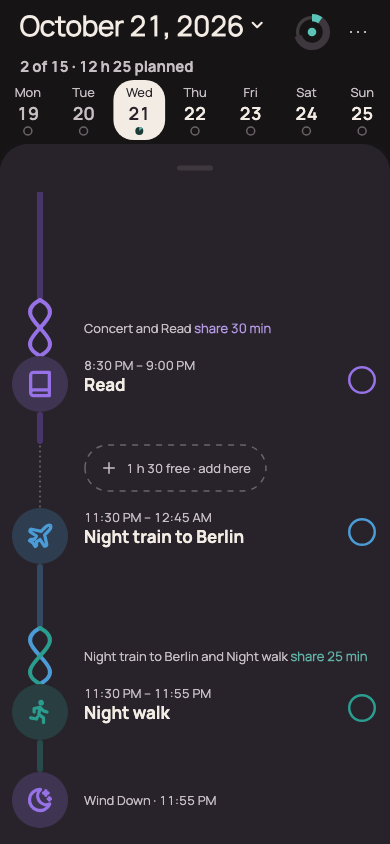 October 21, 2026
2 of 15 · 12 h 25 planned
Mon Tue Wed Thu Fri Sat Sun
19 20 21 22 23 24 25
Concert and Read share 30 min
8:30 PM – 9:00 PM
Read
1 h 30 free · add here
11:30 PM – 12:45 AM
Night train to Berlin
Night train to Berlin and Night walk share 25 min
11:30 PM – 11:55 PM
Night walk
Wind Down · 11:55 PM